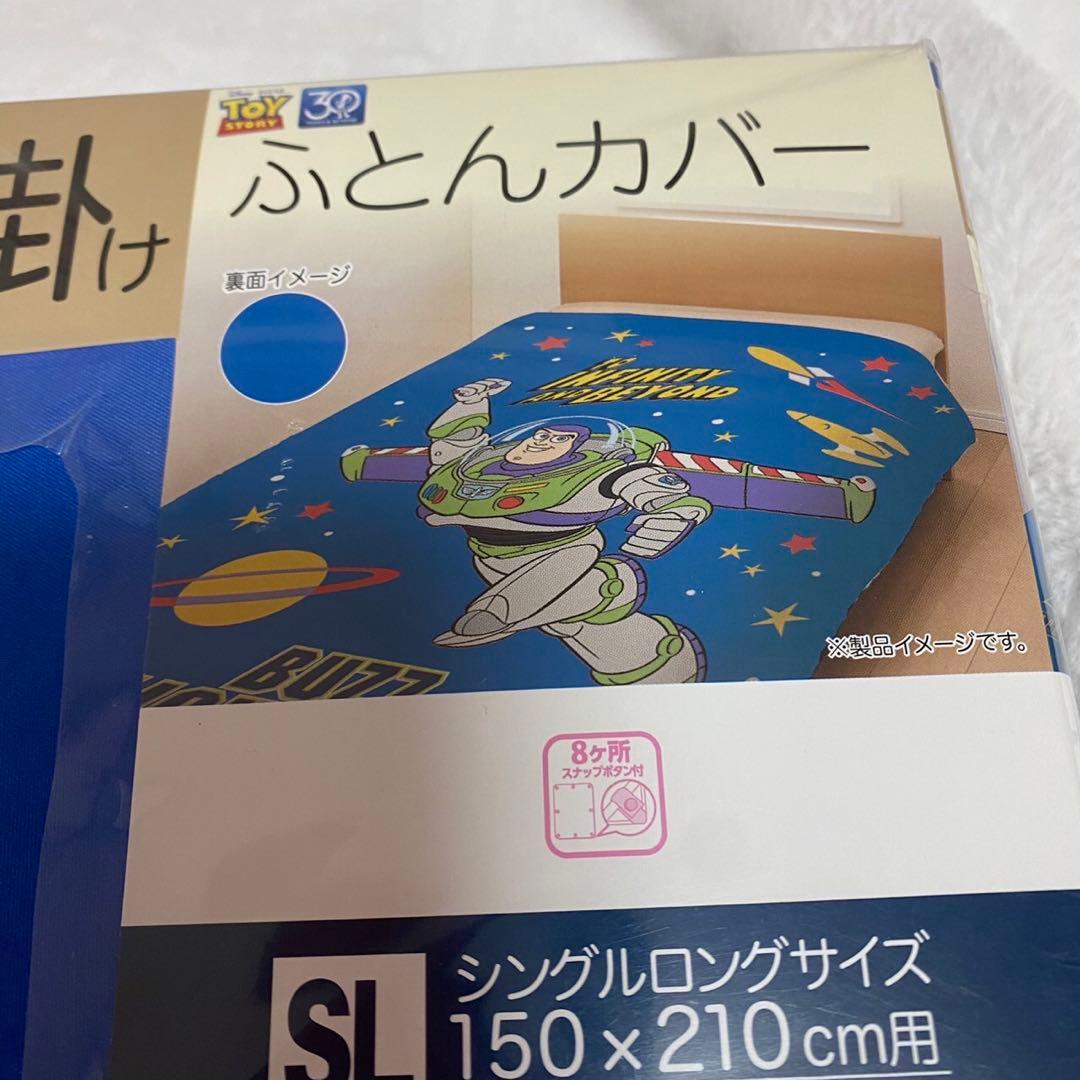 TOY
STORY
30
掛け
ふとんカバー
裏面イメージ
TO
INFINITY
AND BEYOND
BUZZ
※製品イメージです。
8ヶ所
スナップボタン付
SL
シングルロングサイズ
150×210cm用